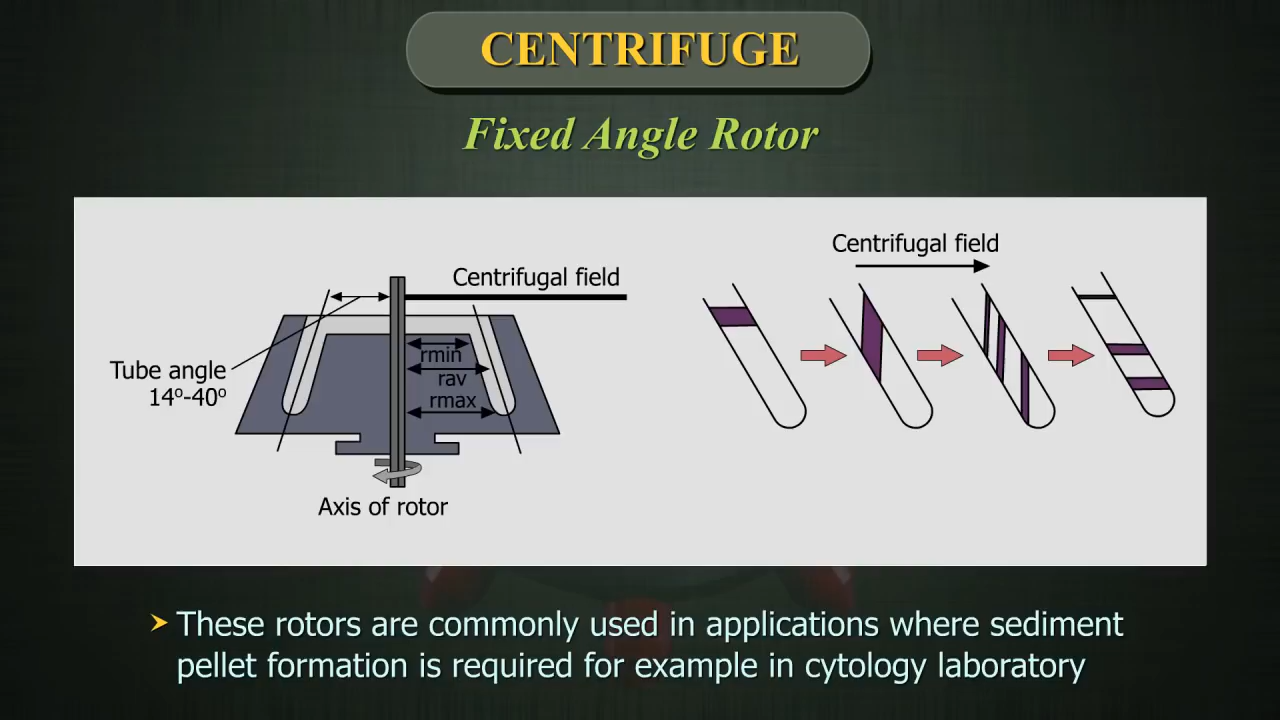 CENTRIFUGE
Fixed Angle Rotor
Centrifugal field
Tube angle
14º-40º
rmin
rav
rmax
Axis of rotor
Centrifugal field
These rotors are commonly used in applications where sediment
pellet formation is required for example in cytology laboratory